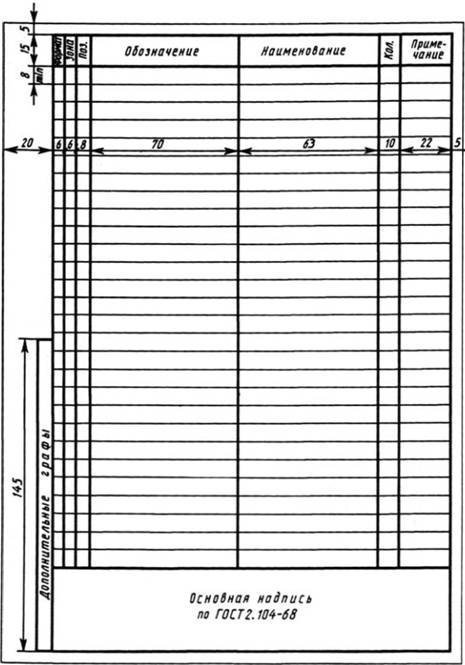 5
15
8
min
Формат
Зона
Поз.
Обозначение
Наименование
Кол.
Приме-
чание
20
6
6
8
70
63
10
22
5
145
Дополнительные графы
Основная надпись
по ГОСТ 2.104-68